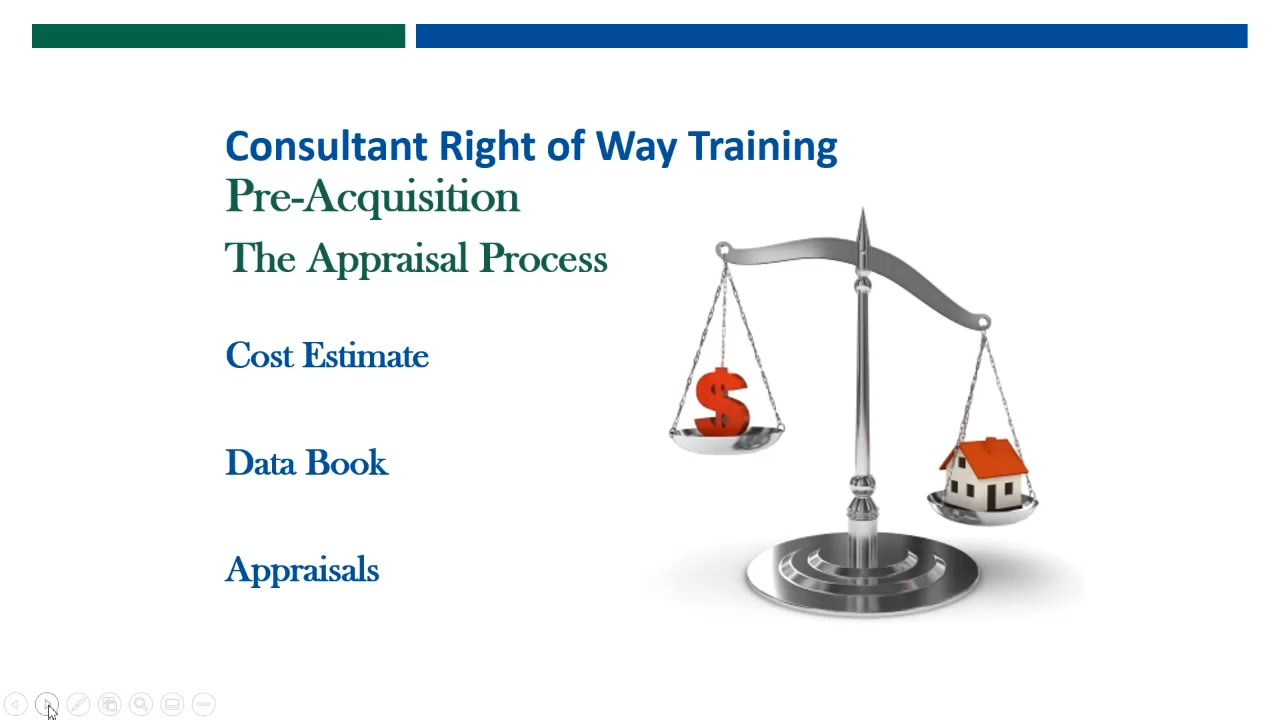 Consultant Right of Way Training
Pre-Acquisition
The Appraisal Process
Cost Estimate
Data Book
Appraisals
$